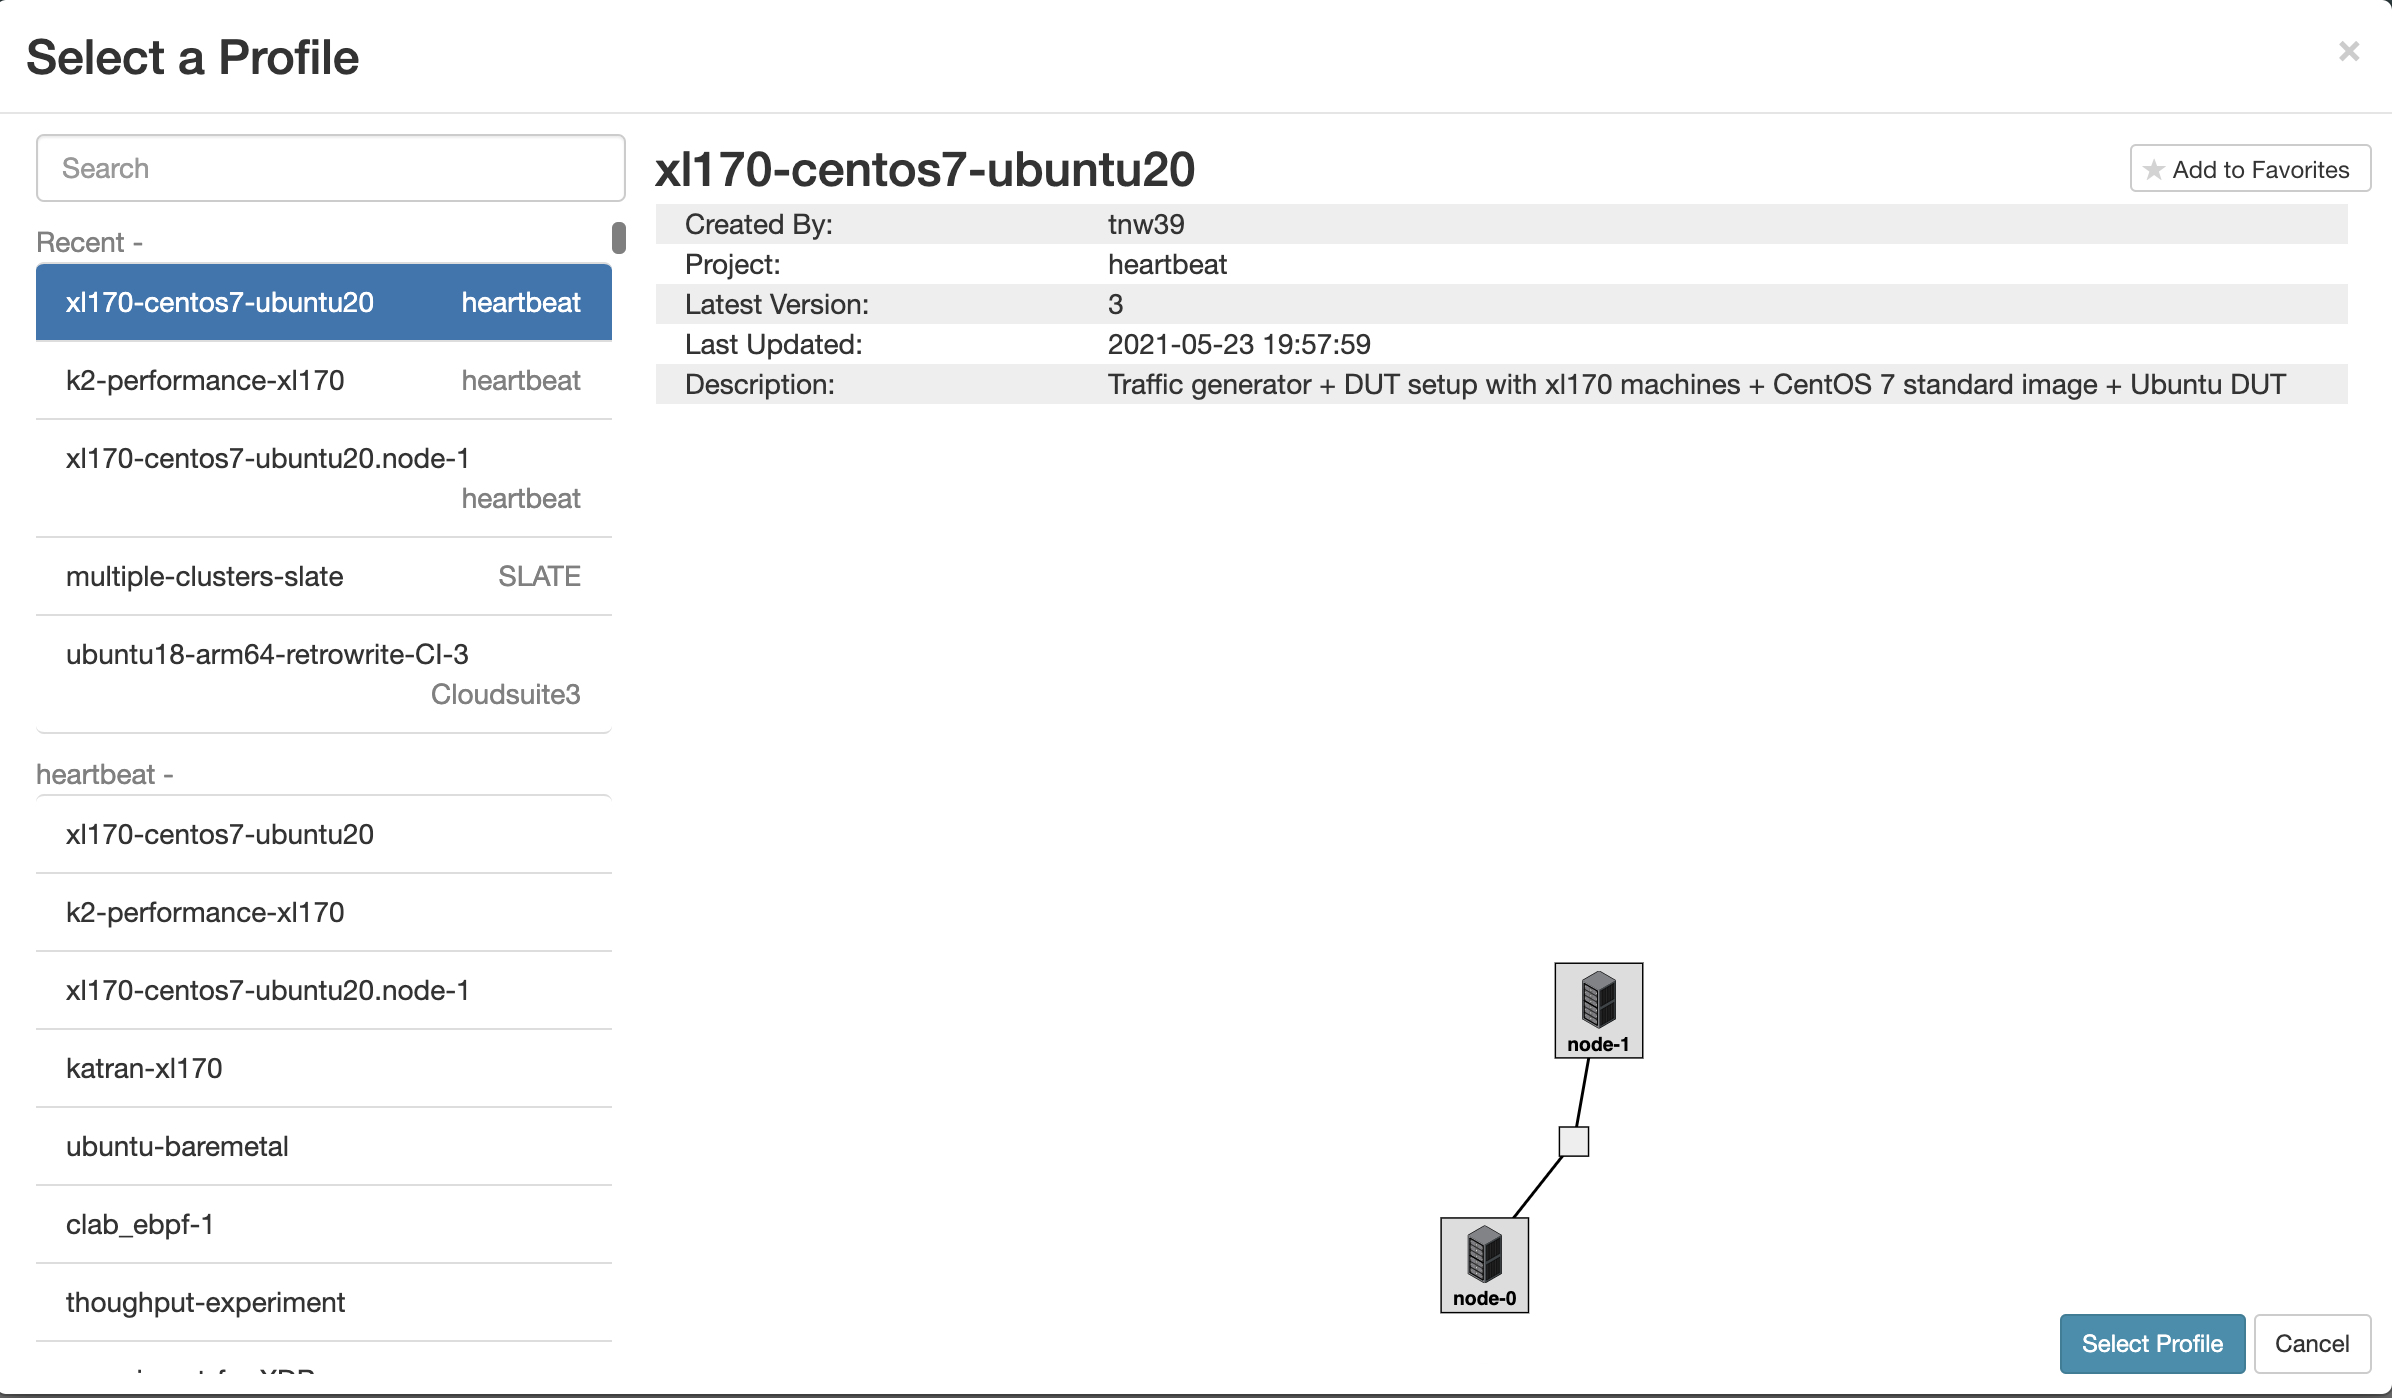 Select a Profile
×
Search
Recent -
xl170-centos7-ubuntu20 heartbeat
k2-performance-xl170 heartbeat
xl170-centos7-ubuntu20.node-1
heartbeat
multiple-clusters-slate SLATE
ubuntu18-arm64-retrowrite-CI-3
Cloudsuite3
heartbeat -
xl170-centos7-ubuntu20
k2-performance-xl170
xl170-centos7-ubuntu20.node-1
katran-xl170
ubuntu-baremetal
clab_ebpf-1
thoughput-experiment
xl170-centos7-ubuntu20
Add to Favorites
Created By: tnw39
Project: heartbeat
Latest Version: 3
Last Updated: 2021-05-23 19:57:59
Description: Traffic generator + DUT setup with xl170 machines + CentOS 7 standard image + Ubuntu DUT
node-1
node-0
Select Profile
Cancel